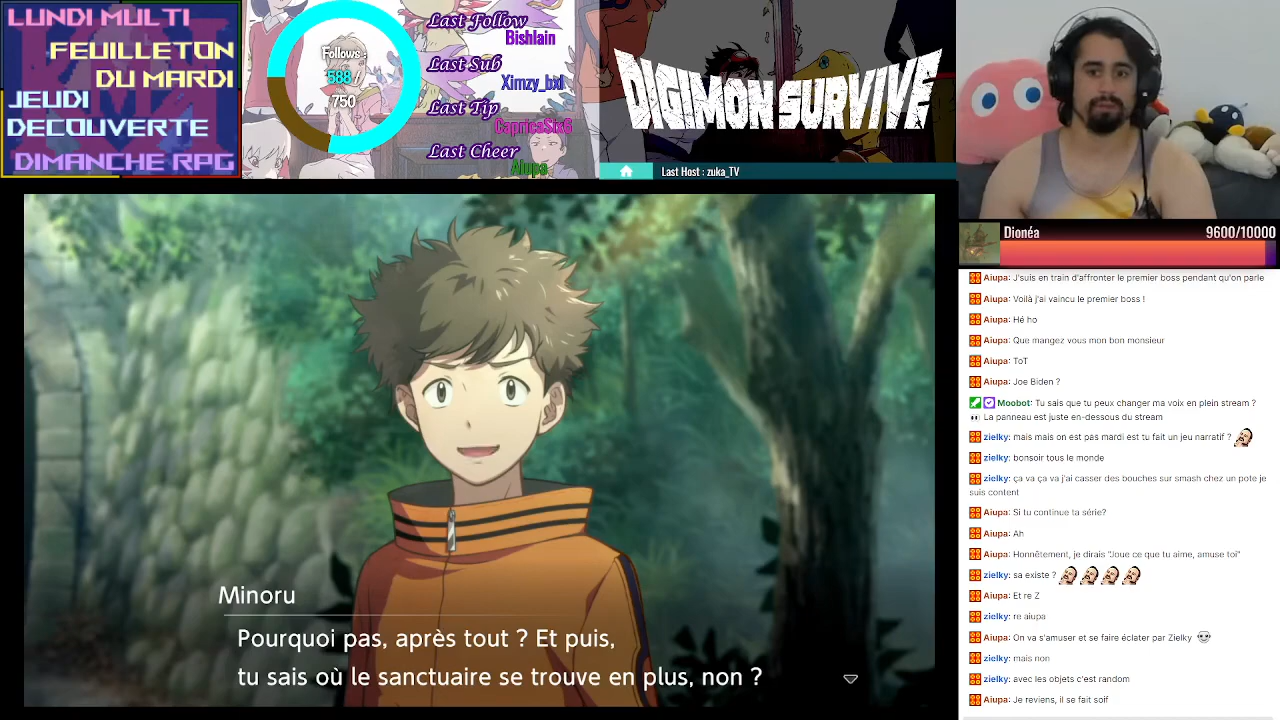 LUNDI MULTI
FEUILLETON
DU MARDI
JEUDI
DECOUVERTE
DIMANCHE RPG
Follows :
588 /
750
Last Follow
Bishlain
Last Sub
Ximzy_bxl
Last Tip
CapricaSix6
Last Cheer
Aiupa
DIGIMON SURVIVE
Last Host : zuka_TV
Dionéa 9600/10000
Aiupa: J'suis en train d'affronter le premier boss pendant qu'on parle
Aiupa: Voilà j'ai vaincu le premier boss !
Aiupa: Hé ho
Aiupa: Que mangez vous mon bon monsieur
Aiupa: ToT
Aiupa: Joe Biden ?
Moobot: Tu sais que tu peux changer ma voix en plein stream ?
La panneau est juste en-dessous du stream
zielky: mais mais on est pas mardi est tu fait un jeu narratif ?
zielky: bonsoir tous le monde
zielky: ça va ça va j'ai casser des bouches sur smash chez un pote je
suis content
Aiupa: Si tu continue ta série?
Aiupa: Ah
Aiupa: Honnêtement, je dirais "Joue ce que tu aime, amuse toi"
zielky: sa existe ?
Aiupa: Et re Z
zielky: re aiupa
Aiupa: On va s'amuser et se faire éclater par Zielky
zielky: mais non
zielky: avec les objets c'est random
Aiupa: Je reviens, il se fait soif
Minoru
Pourquoi pas, après tout ? Et puis,
tu sais où le sanctuaire se trouve en plus, non ?